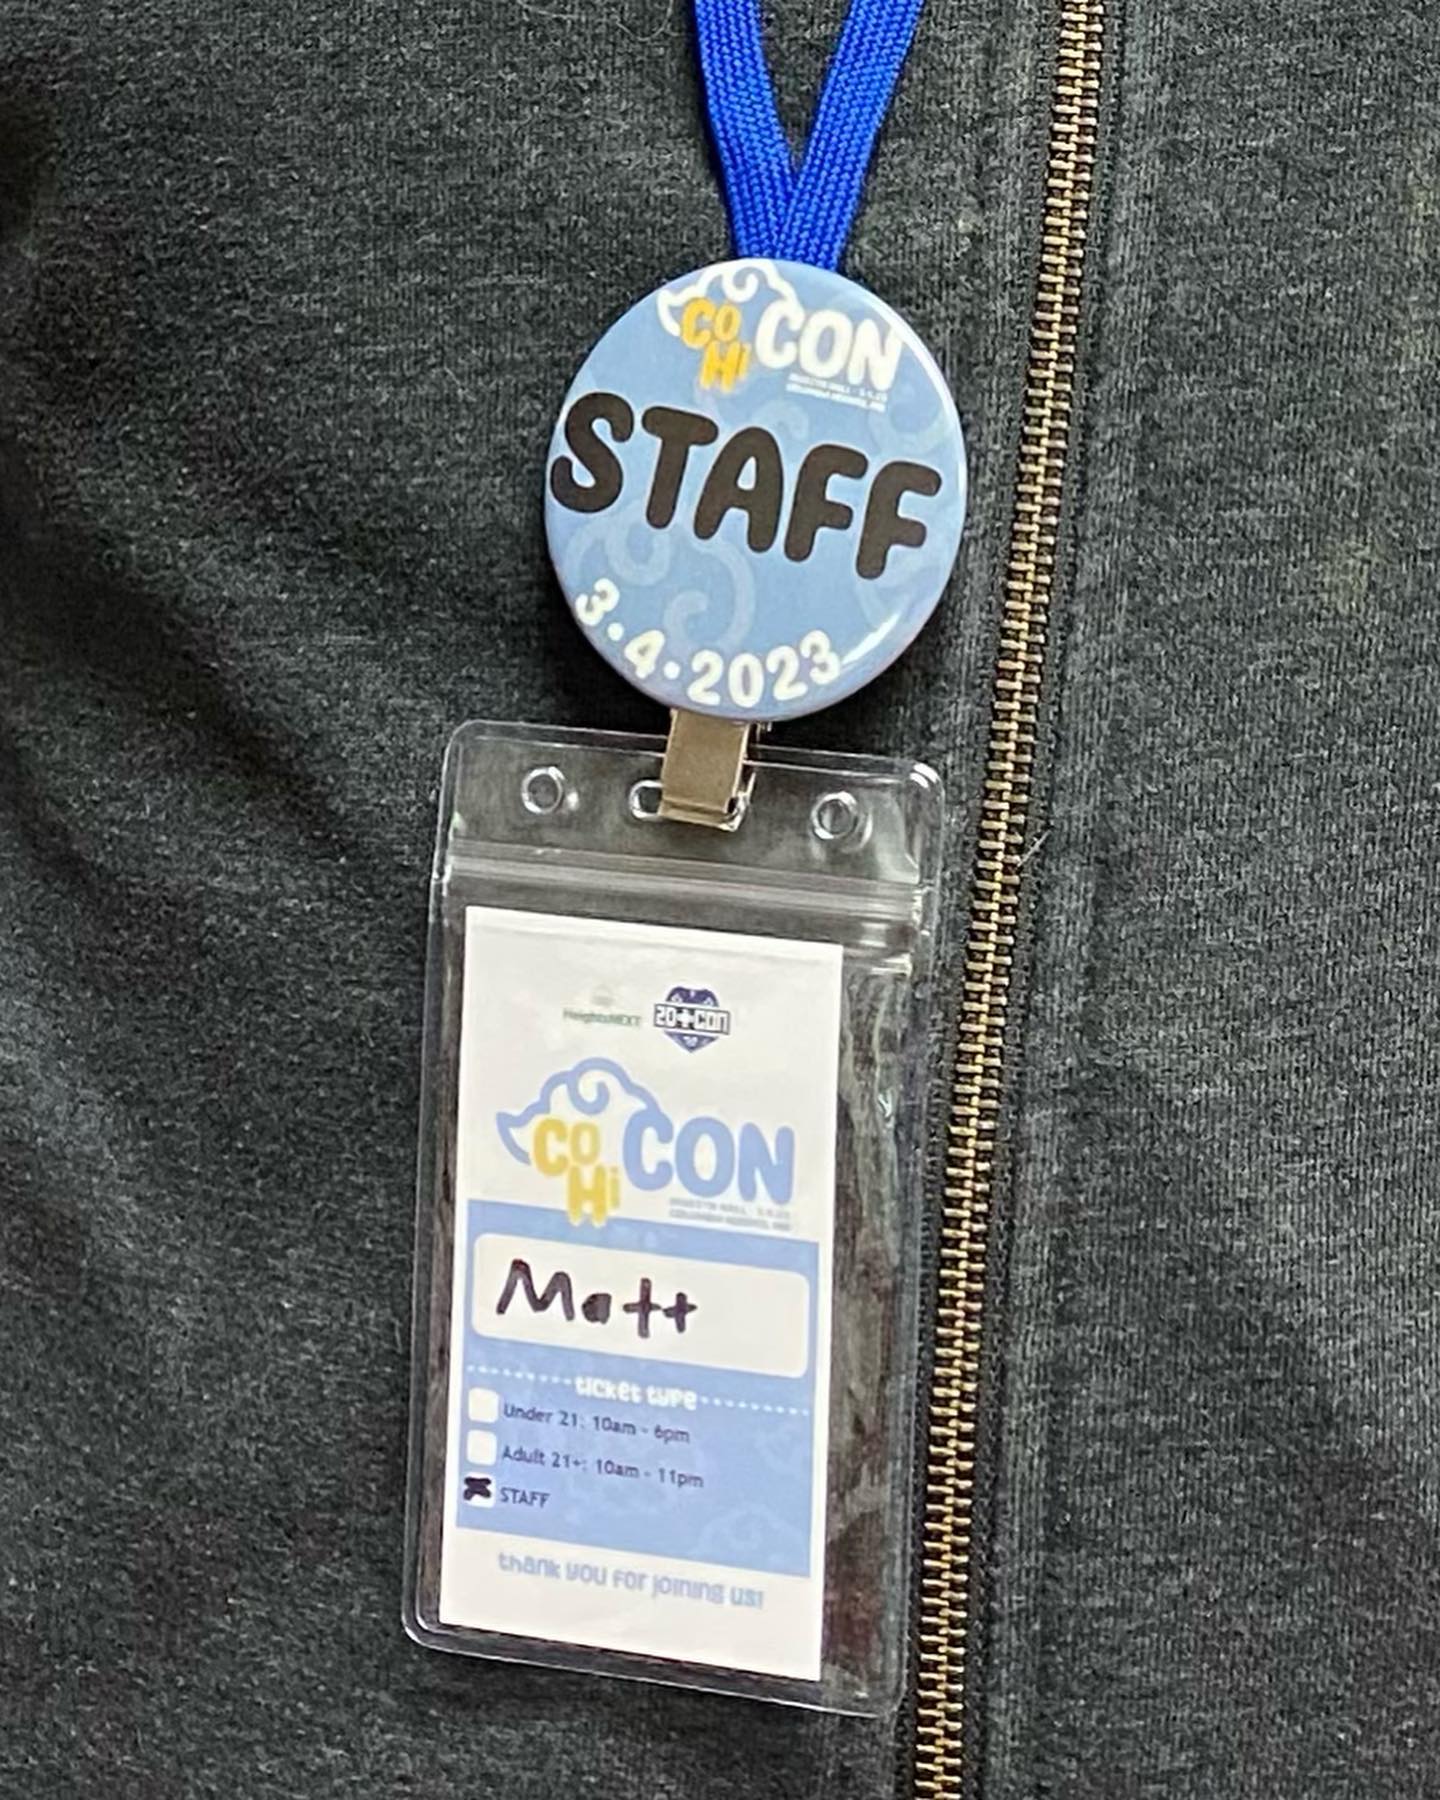 CO CON
Hi
STAFF
3·4·2023
HeightsNEXT 20+CON
CO CON
Hi
Matt
ticket type
Under 21: 10am - 6pm
Adult 21+: 10am - 11pm
STAFF
thank you for joining us!